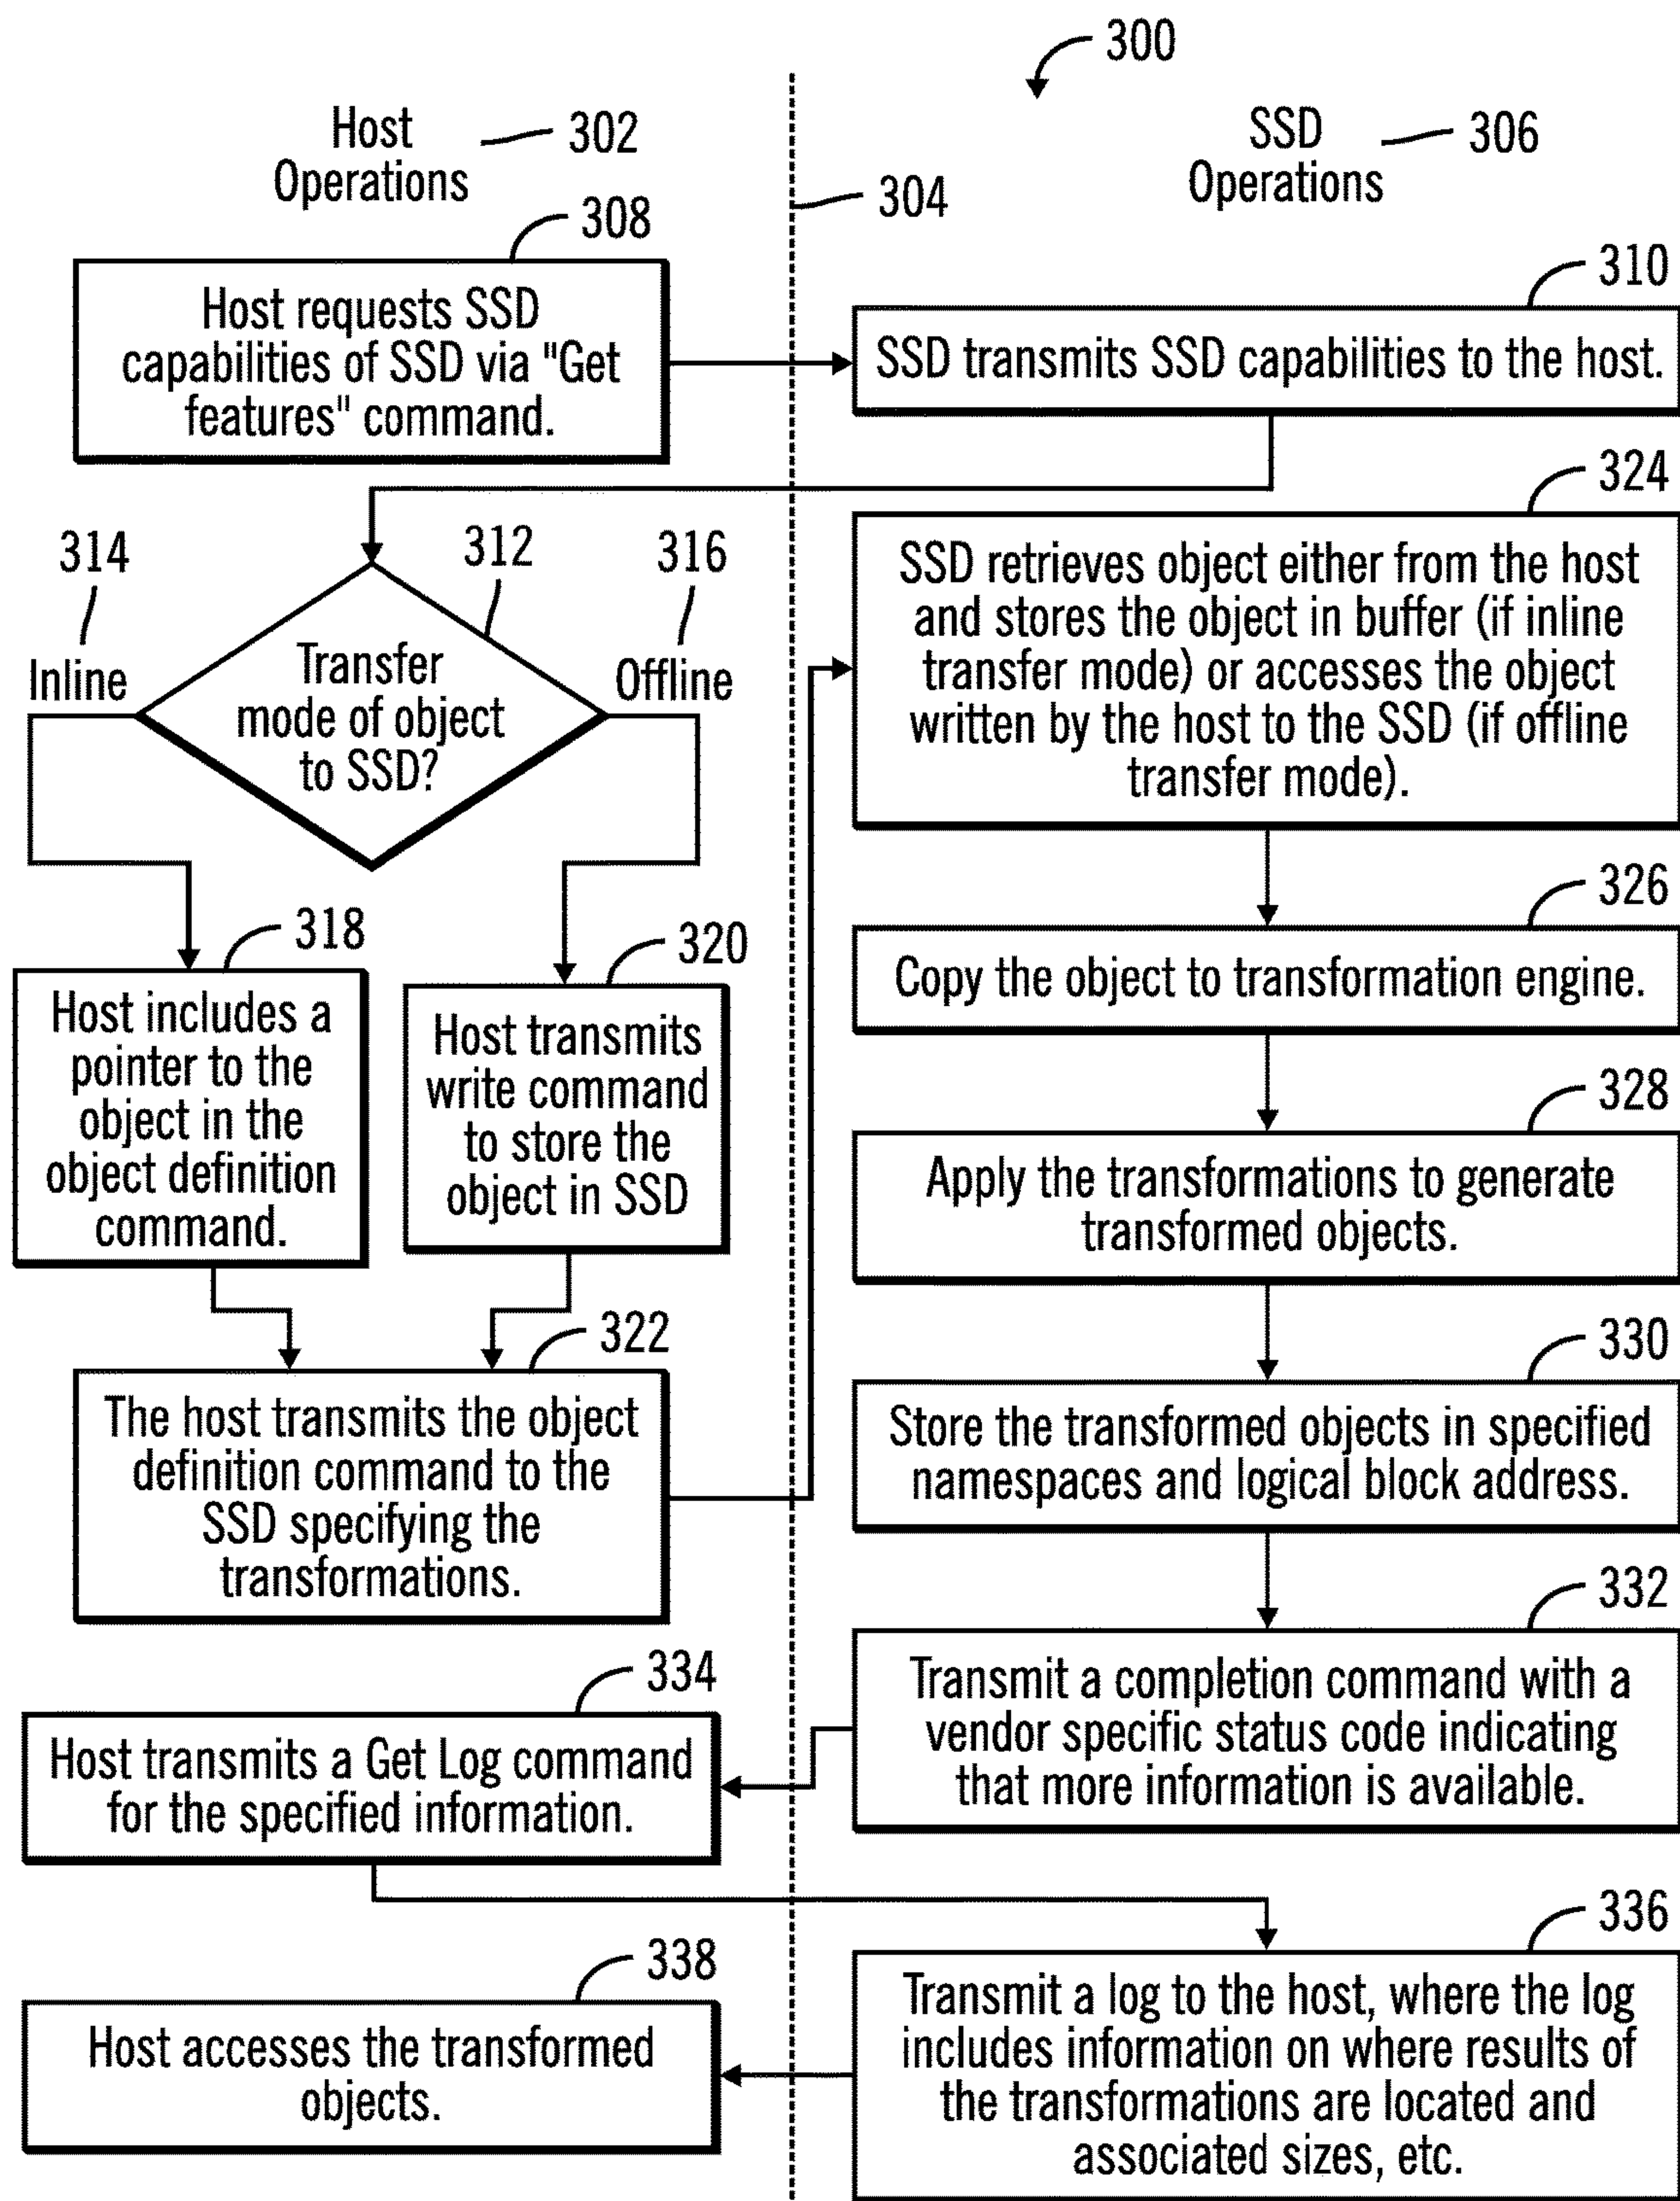 300
Host
Operations
302
304
SSD
Operations
306
308
Host requests SSD
capabilities of SSD via "Get
features" command.
310
SSD transmits SSD capabilities to the host.
314
Inline
312
316
Offline
Transfer
mode of object
to SSD?
318
Host includes a
pointer to the
object in the
object definition
command.
320
Host transmits
write command
to store the
object in SSD
322
The host transmits the object
definition command to the
SSD specifying the
transformations.
324
SSD retrieves object either from the host
and stores the object in buffer (if inline
transfer mode) or accesses the object
written by the host to the SSD (if offline
transfer mode).
326
Copy the object to transformation engine.
328
Apply the transformations to generate
transformed objects.
330
Store the transformed objects in specified
namespaces and logical block address.
332
Transmit a completion command with a
vendor specific status code indicating
that more information is available.
334
Host transmits a Get Log command
for the specified information.
336
Transmit a log to the host, where the log
includes information on where results of
the transformations are located and
associated sizes, etc.
338
Host accesses the transformed
objects.